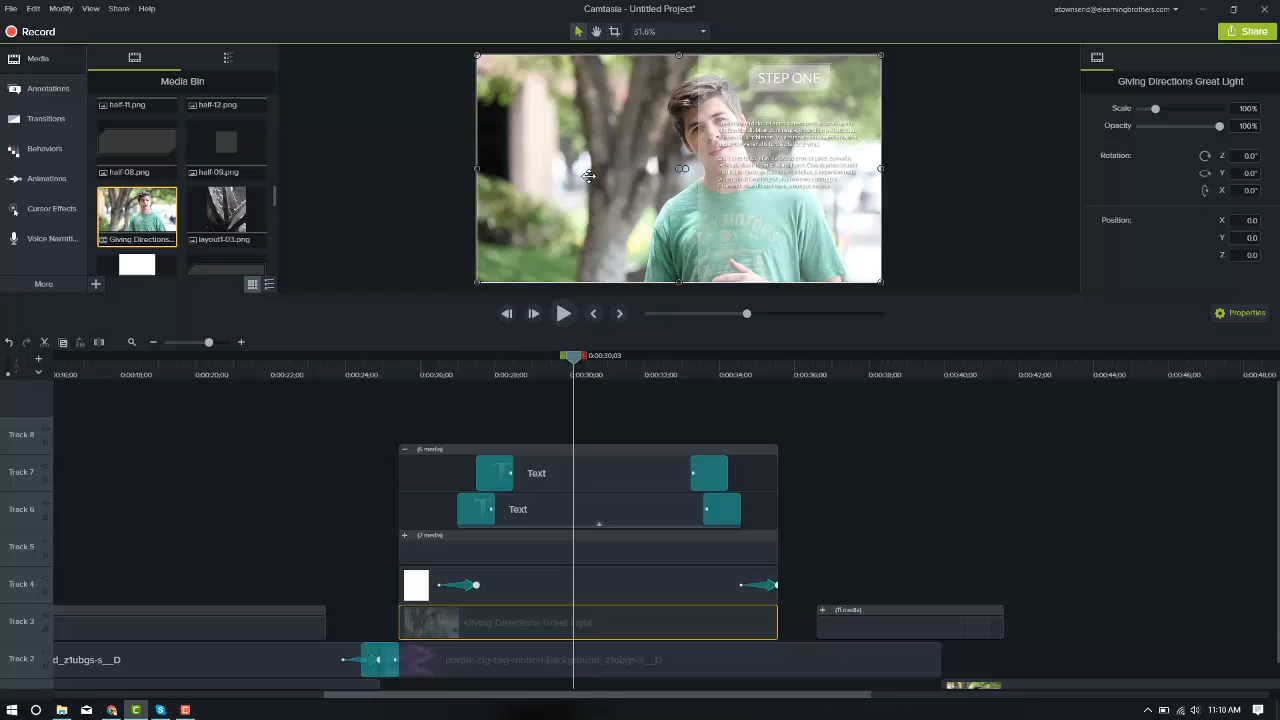 File Edit Modify View Share Help
Camtasia - Untitled Project*
atownsend@elearningbrothers.com
Record
31.6%
Share
Media
Annotations
Transitions
Behaviors
Voice Narrati...
More
Media Bin
half-11.png
half-12.png
half-09.png
Giving Directions...
layout1-03.png
STEP ONE
Giving Directions Great Light
Scale
100%
Opacity
100%
Rotation:
Z
0.0°
Y
0.0°
X
0.0°
Position:
X
0.0
Y
0.0
Z
0.0
Properties
0:00:30;03
0:00:18;00
0:00:20;00
0:00:22;00
0:00:24;00
0:00:26;00
0:00:28;00
0:00:30;00
0:00:32;00
0:00:34;00
0:00:36;00
0:00:38;00
0:00:40;00
0:00:42;00
0:00:44;00
0:00:46;00
0:00:48;00
Track 8
(5 media)
Track 7
Text
Track 6
Text
Track 5
(2 media)
Track 4
Track 3
Giving Directions Great Light
(11 media)
Track 2
d_z1ubgs-s__D
purple-zig-zag-motion-background_z1ubgs-s__D
11:10 AM